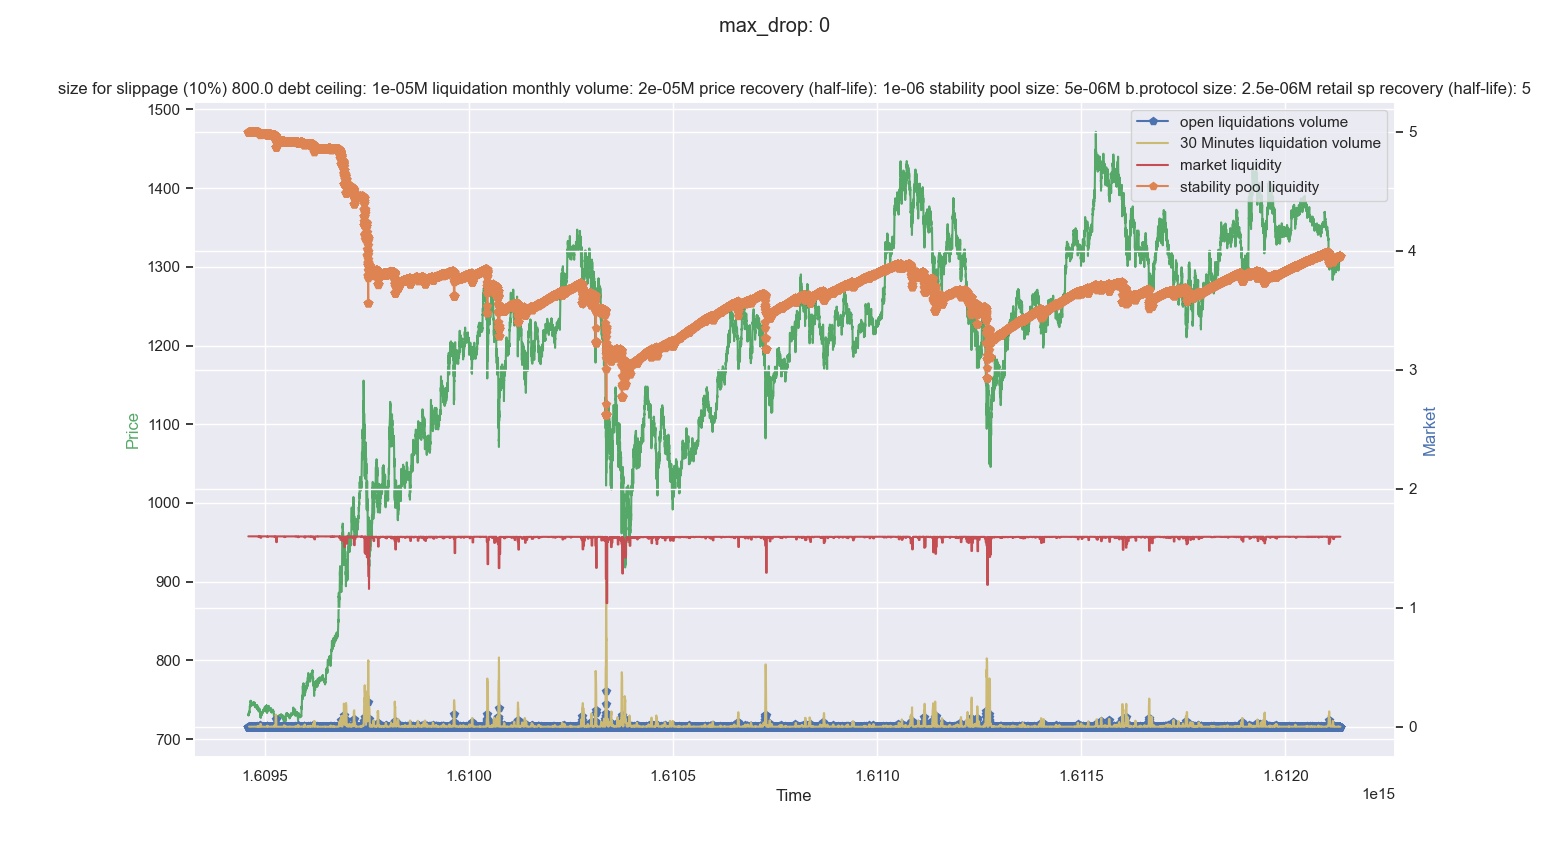 max_drop: 0
size for slippage (10%) 800.0 debt ceiling: 1e-05M liquidation monthly volume: 2e-05M price recovery (half-life): 1e-06 stability pool size: 5e-06M b.protocol size: 2.5e-06M retail sp recovery (half-life): 5
open liquidations volume
30 Minutes liquidation volume
market liquidity
stability pool liquidity
1500
1400
1300
1200
1100
1000
900
800
700
Price
5
4
3
2
1
0
Market
1.6095
1.6100
1.6105
1.6110
1.6115
1.6120
1e15
Time